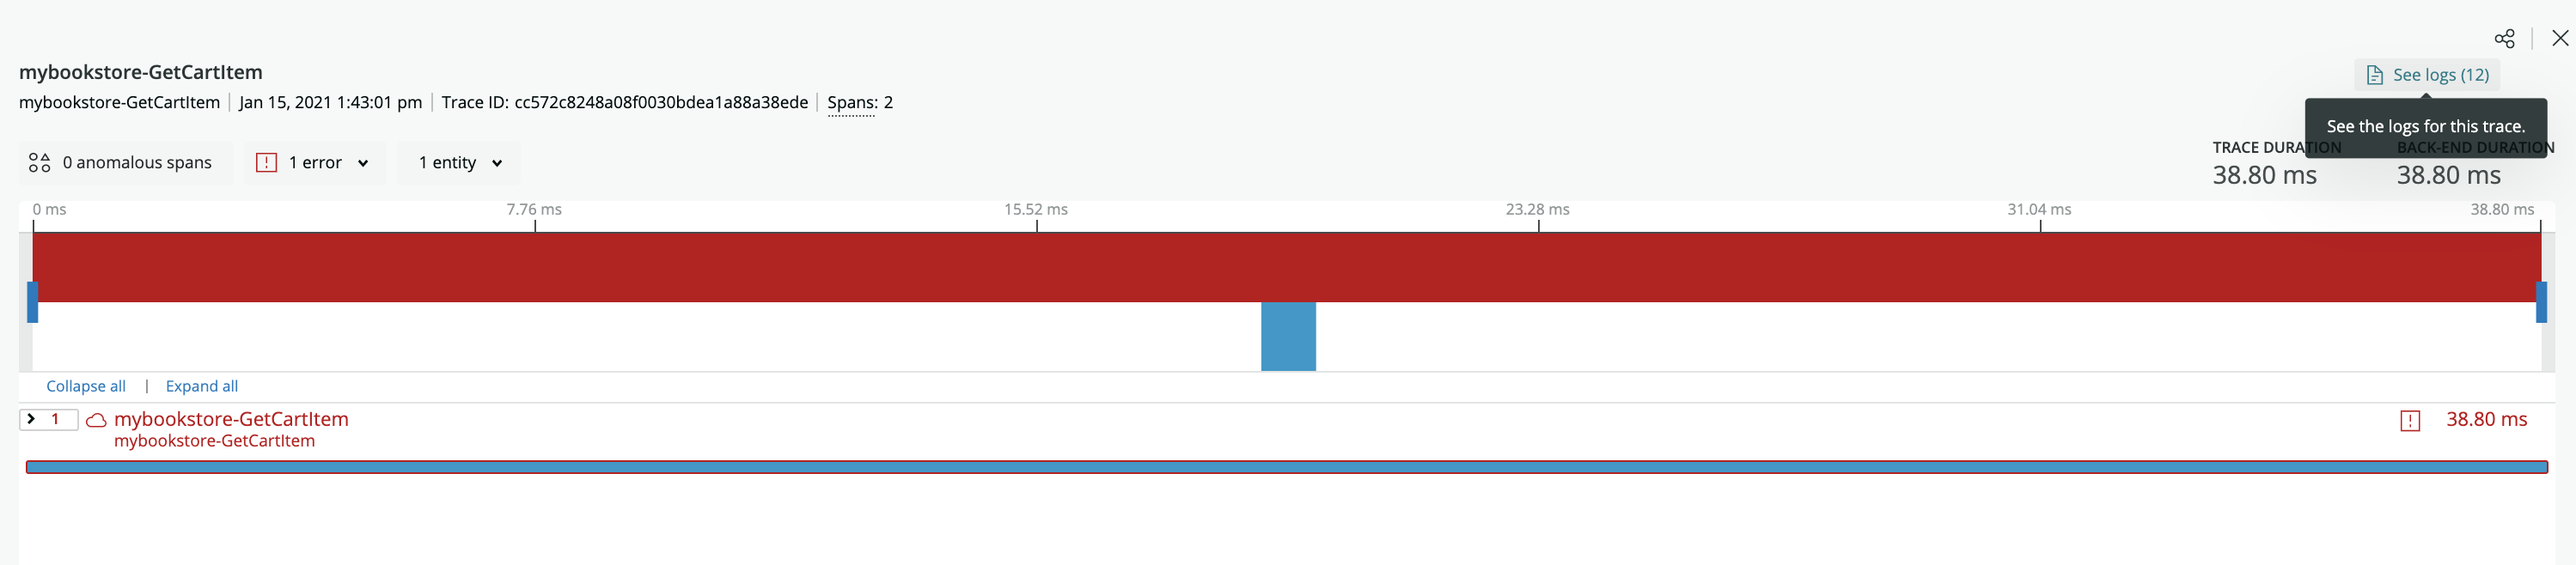 mybookstore-GetCartItem
See logs (12)
mybookstore-GetCartItem | Jan 15, 2021 1:43:01 pm | Trace ID: cc572c8248a08f0030bdea1a88a38ede | Spans: 2
See the logs for this trace.
0 anomalous spans 1 error 1 entity
TRACE DURATION BACK-END DURATION
38.80 ms 38.80 ms
0 ms 7.76 ms 15.52 ms 23.28 ms 31.04 ms 38.80 ms
Collapse all | Expand all
1 mybookstore-GetCartItem 38.80 ms
mybookstore-GetCartItem